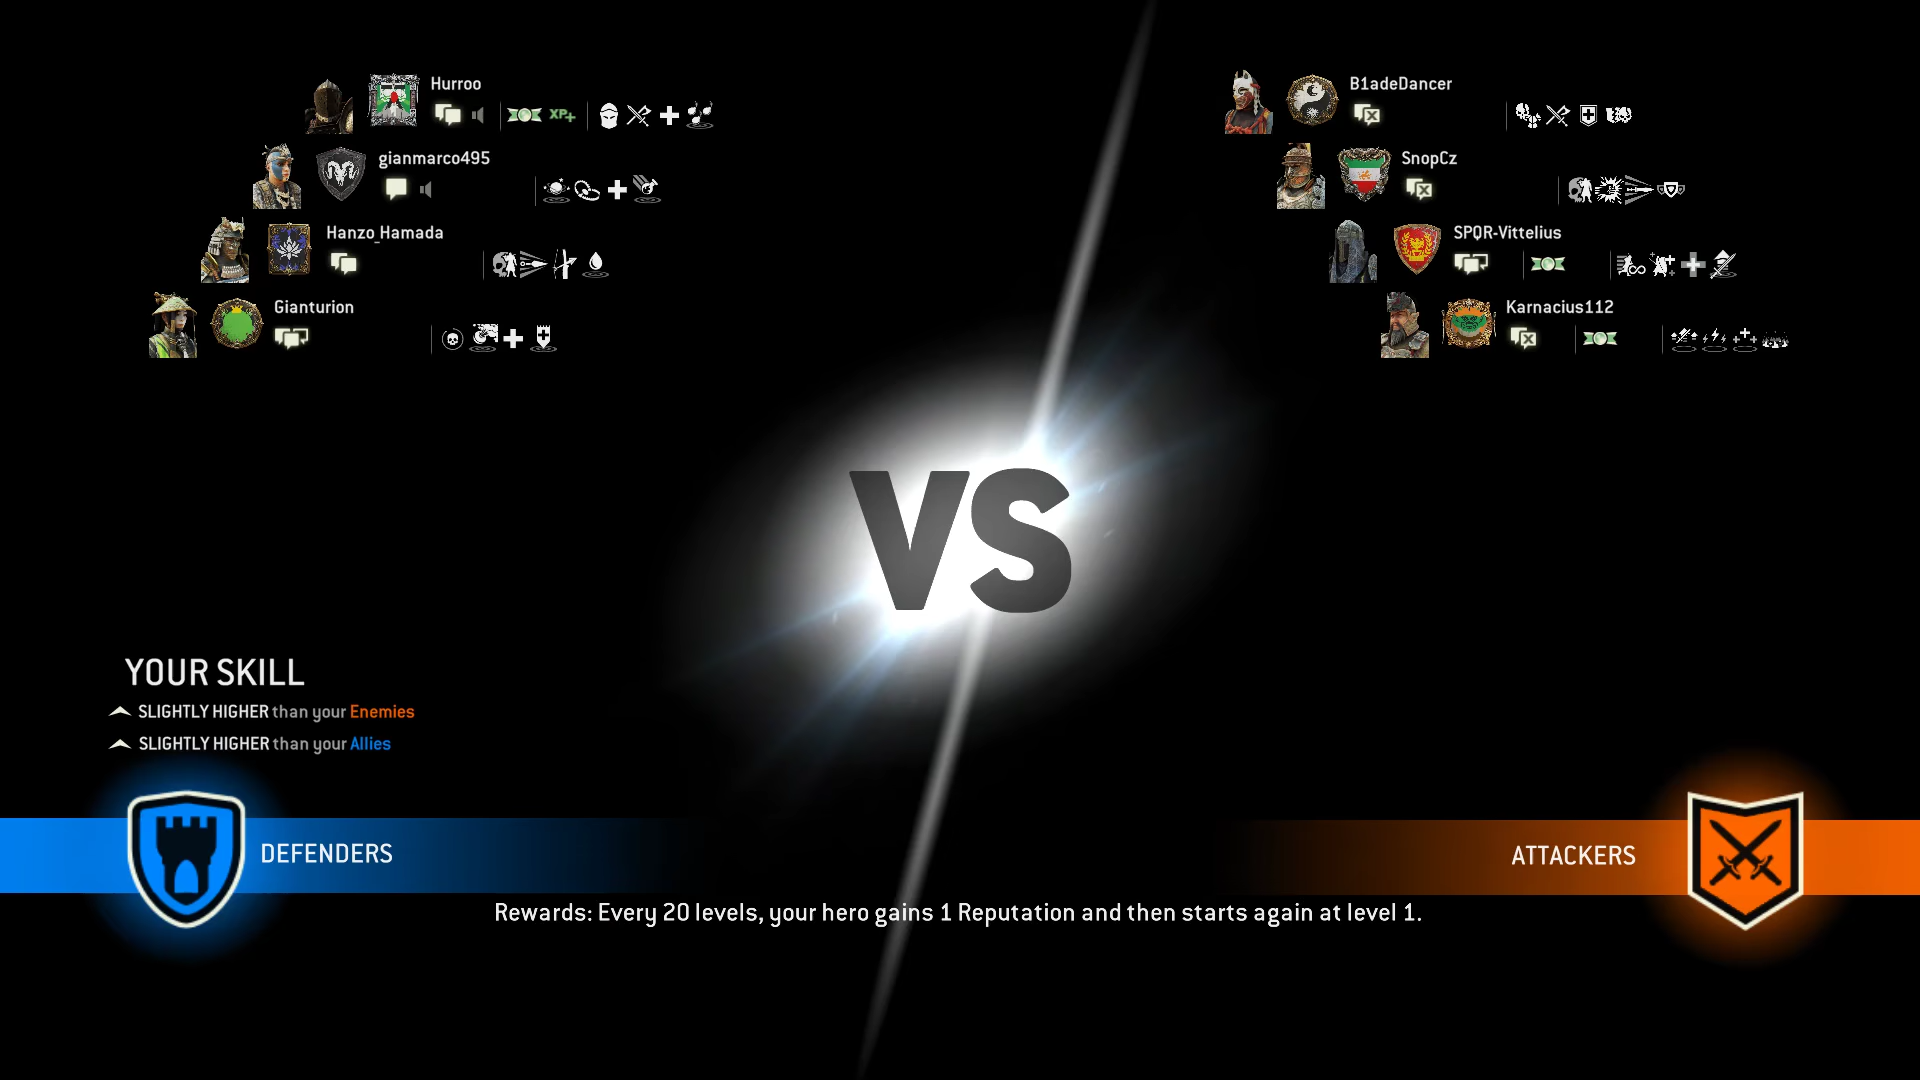 Hurroo
XP+
gianmarco495
Hanzo_Hamada
Gianturion
B1adeDancer
SnopCz
SPQR-Vittelius
Karnacius112
VS
YOUR SKILL
SLIGHTLY HIGHER than your Enemies
SLIGHTLY HIGHER than your Allies
DEFENDERS
ATTACKERS
Rewards: Every 20 levels, your hero gains 1 Reputation and then starts again at level 1.